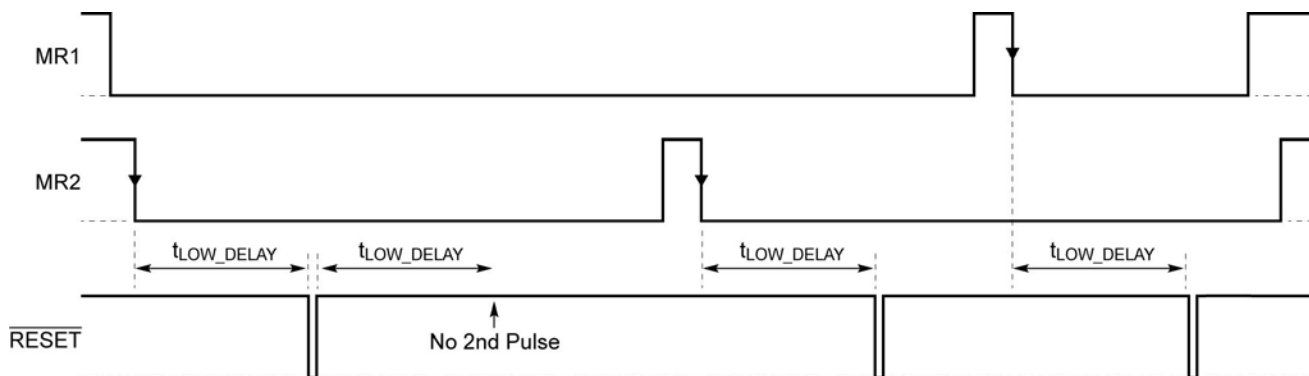 MR1
MR2
tLOW_DELAY tLOW_DELAY tLOW_DELAY tLOW_DELAY
RESET
No 2nd Pulse